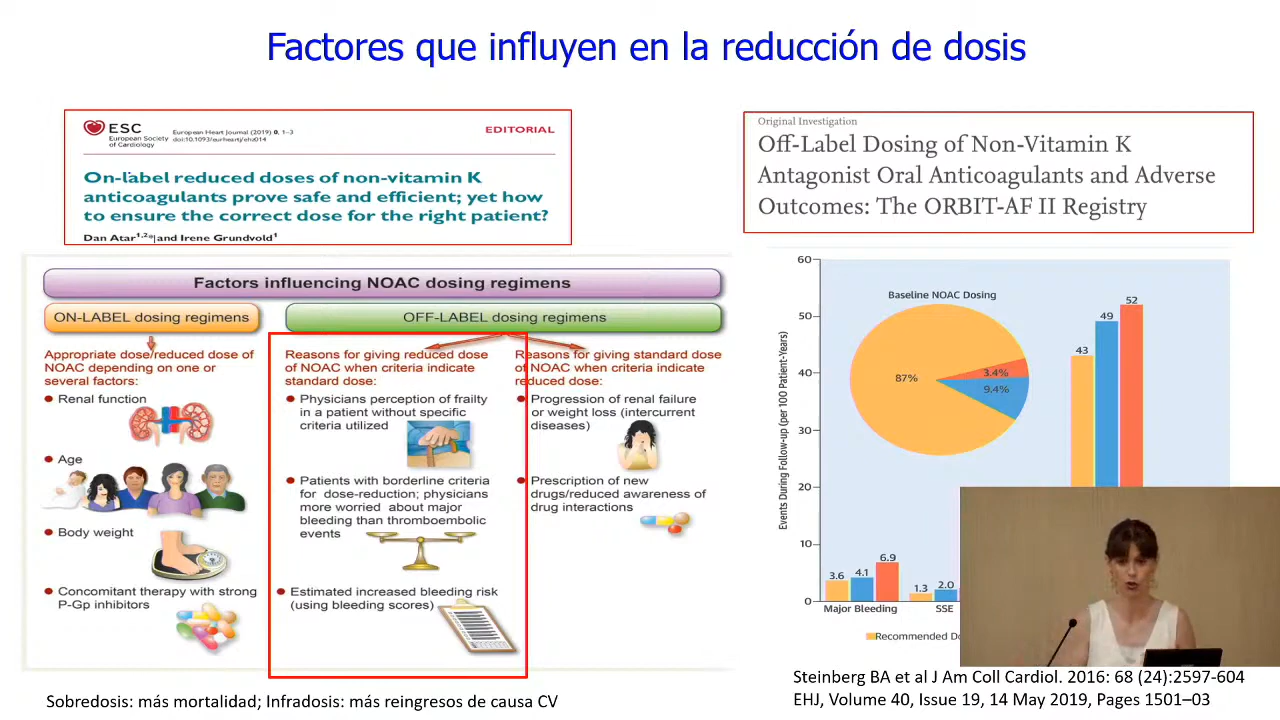 Factores que influyen en la reducción de dosis
ESC
European Society
of Cardiology
European Heart Journal (2019) 0, 1–3
doi:10.1093/eurheartj/ehz014
EDITORIAL
On-label reduced doses of non-vitamin K
anticoagulants prove safe and efficient; yet how
to ensure the correct dose for the right patient?
Dan Atar1,2* and Irene Grundvold1
Original Investigation
Off-Label Dosing of Non-Vitamin K
Antagonist Oral Anticoagulants and Adverse
Outcomes: The ORBIT-AF II Registry
Factors influencing NOAC dosing regimens
ON-LABEL dosing regimens
OFF-LABEL dosing regimens
Appropriate dose/reduced dose of
NOAC depending on one or
several factors:
Renal function
Age
Body weight
Concomitant therapy with strong
P-Gp inhibitors
Reasons for giving reduced dose
of NOAC when criteria indicate
standard dose:
Physicians perception of frailty
in a patient without specific
criteria utilized
Patients with borderline criteria
for dose-reduction; physicians
more worried about major
bleeding than thromboembolic
events
Estimated increased bleeding risk
(using bleeding scores)
Reasons for giving standard dose
of NOAC when criteria indicate
reduced dose:
Progression of renal failure
or weight loss (intercurrent
diseases)
Prescription of new
drugs/reduced awareness of
drug interactions
Events During Follow-up (per 100 Patient-Years)
60
50
40
30
20
10
0
Baseline NOAC Dosing
87%
3.4%
9.4%
43
49
52
3.6
4.1
6.9
1.3
2.0
Major Bleeding
SSE
Recommended Do
Steinberg BA et al J Am Coll Cardiol. 2016: 68 (24):2597-604
EHJ, Volume 40, Issue 19, 14 May 2019, Pages 1501–03
Sobredosis: más mortalidad; Infradosis: más reingresos de causa CV